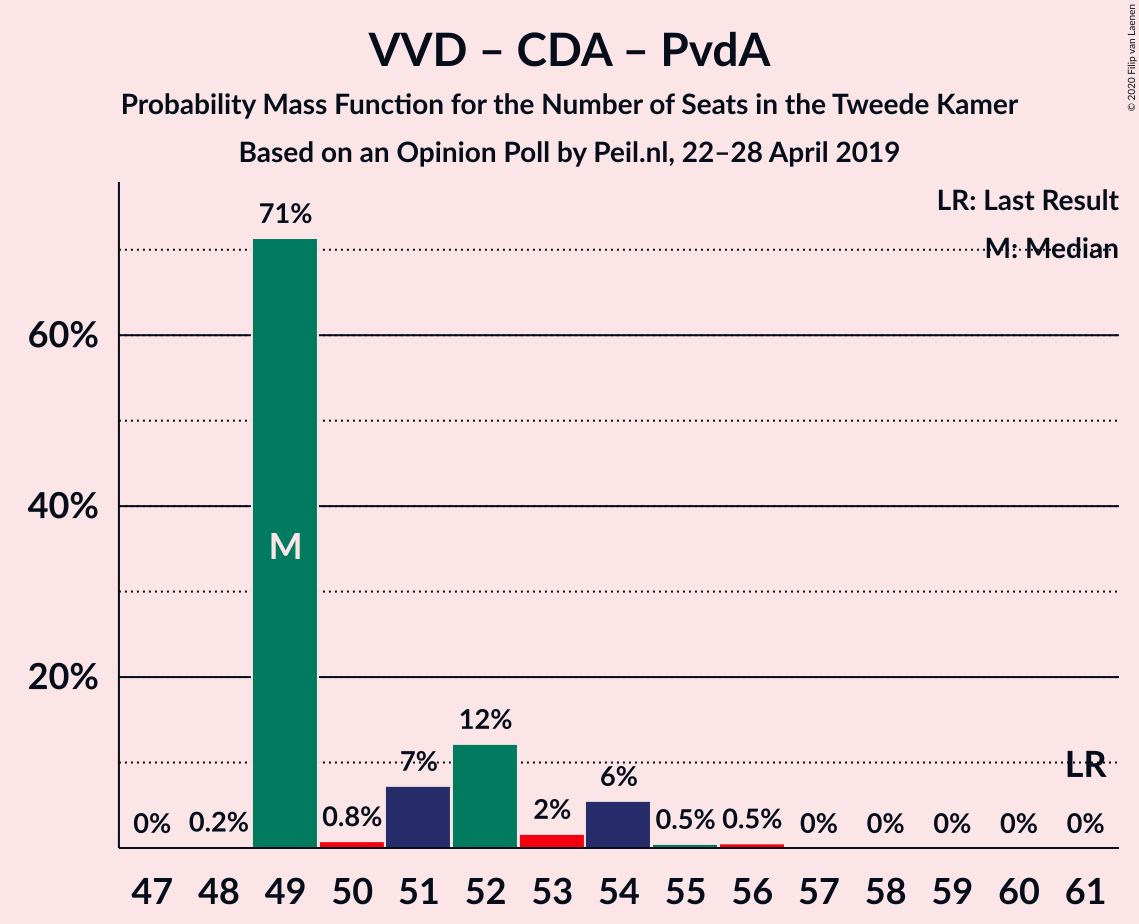 VVD – CDA – PvdA
Probability Mass Function for the Number of Seats in the Tweede Kamer
Based on an Opinion Poll by Peil.nl, 22–28 April 2019
© 2020 Filip van Laenen
LR: Last Result
M: Median
71%
60%
40%
M
20%
12%
7%
LR
6%
0% 0.2% 0.8% 2% 0.5% 0.5% 0% 0% 0% 0% 0%
47 48 49 50 51 52 53 54 55 56 57 58 59 60 61